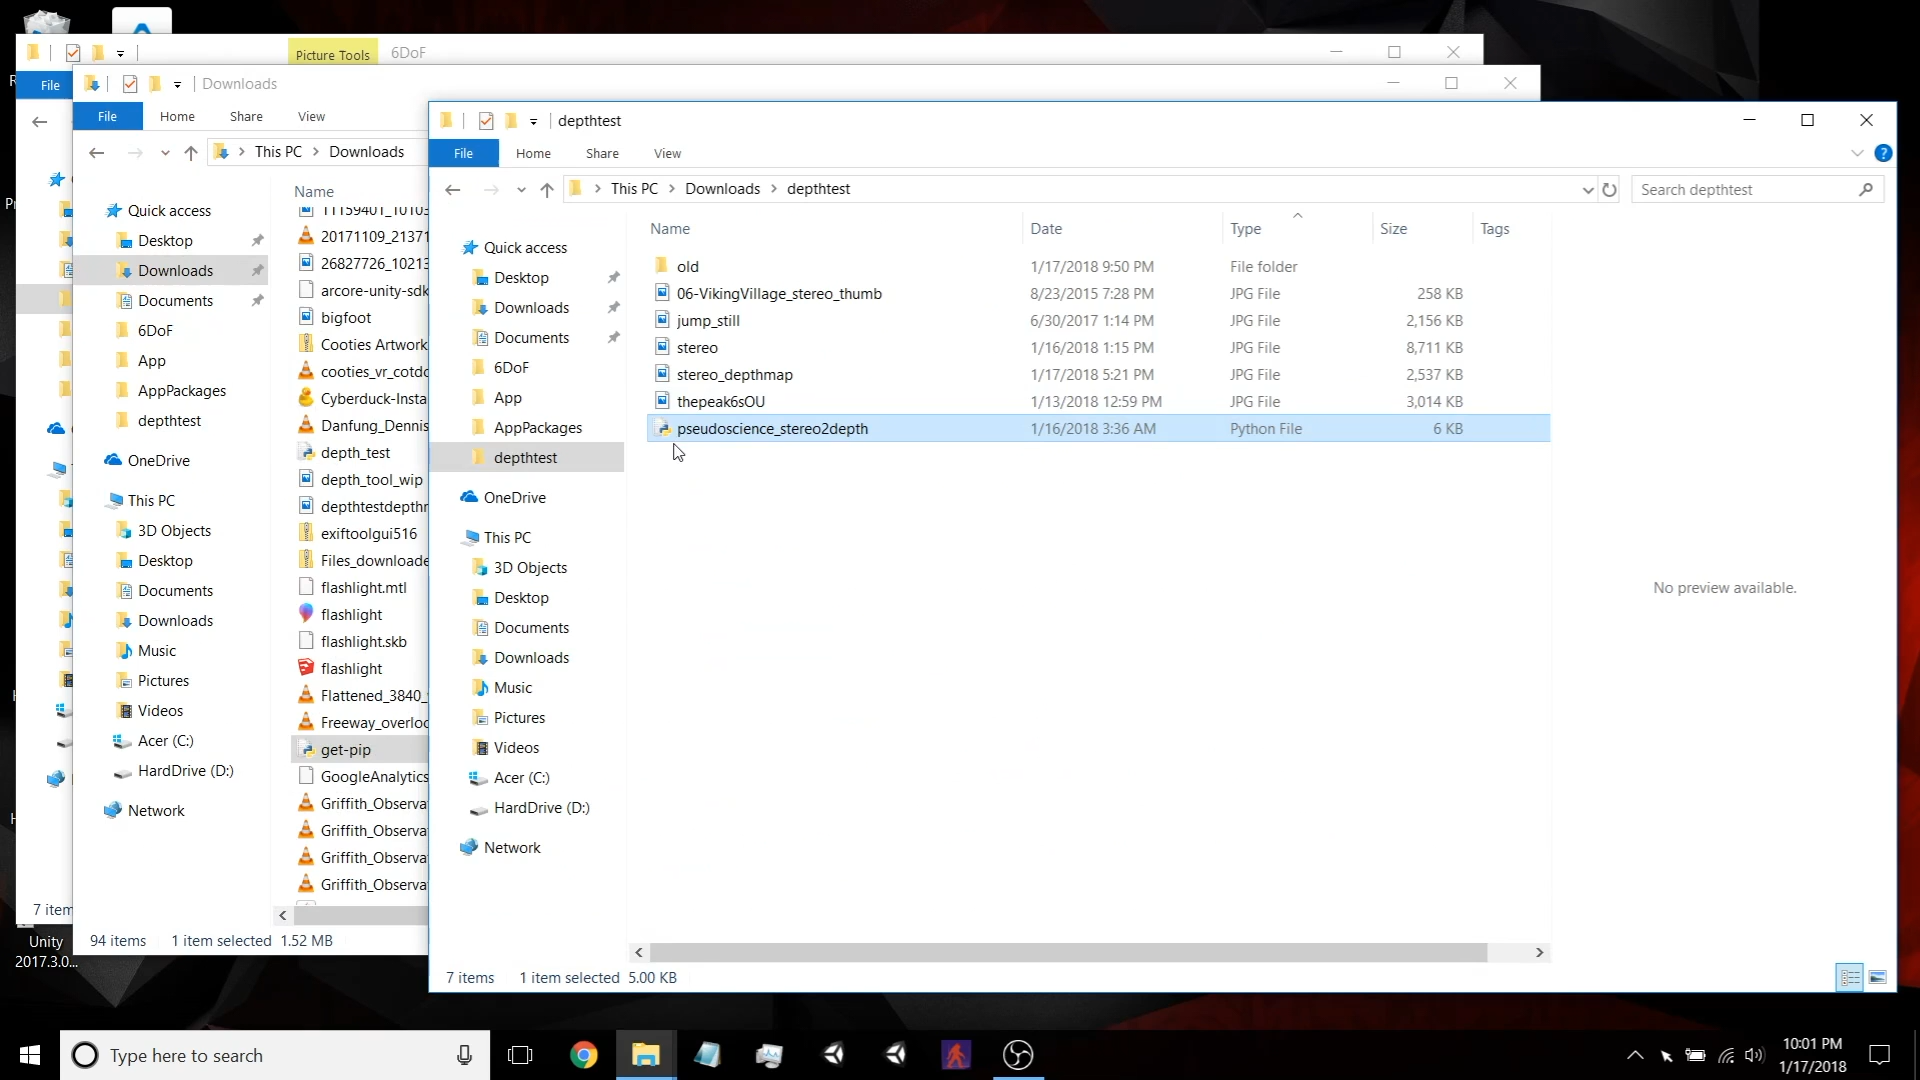 Picture Tools
6DoF
File
Downloads
File
Home
Share
View
This PC
Downloads
Name
Quick access
Desktop
Downloads
Documents
6DoF
App
AppPackages
depthtest
OneDrive
This PC
3D Objects
Desktop
Documents
Downloads
Music
Pictures
Videos
Acer (C:)
HardDrive (D:)
Network
20171109_21371
26827726_10213
arcore-unity-sdk
bigfoot
Cooties Artwork
cooties_vr_cotdo
Cyberduck-Insta
Danfung_Dennis
depth_test
depth_tool_wip
depthtestdepthr
exiftoolgui516
Files_downloade
flashlight.mtl
flashlight
flashlight.skb
flashlight
Flattened_3840_
Freeway_overloo
get-pip
GoogleAnalytics
Griffith_Observa
Griffith_Observa
Griffith_Observa
Griffith_Observa
94 items
1 item selected 1.52 MB
7 item
depthtest
File
Home
Share
View
This PC
Downloads
depthtest
Search depthtest
Name
Date
Type
Size
Tags
Quick access
Desktop
Downloads
Documents
6DoF
App
AppPackages
depthtest
OneDrive
This PC
3D Objects
Desktop
Documents
Downloads
Music
Pictures
Videos
Acer (C:)
HardDrive (D:)
Network
old 1/17/2018 9:50 PM File folder
06-VikingVillage_stereo_thumb 8/23/2015 7:28 PM JPG File 258 KB
jump_still 6/30/2017 1:14 PM JPG File 2,156 KB
stereo 1/16/2018 1:15 PM JPG File 8,711 KB
stereo_depthmap 1/17/2018 5:21 PM JPG File 2,537 KB
thepeak6sOU 1/13/2018 12:59 PM JPG File 3,014 KB
pseudoscience_stereo2depth 1/16/2018 3:36 AM Python File 6 KB
No preview available.
7 items
1 item selected 5.00 KB
Unity
2017.3.0...
Type here to search
10:01 PM
1/17/2018